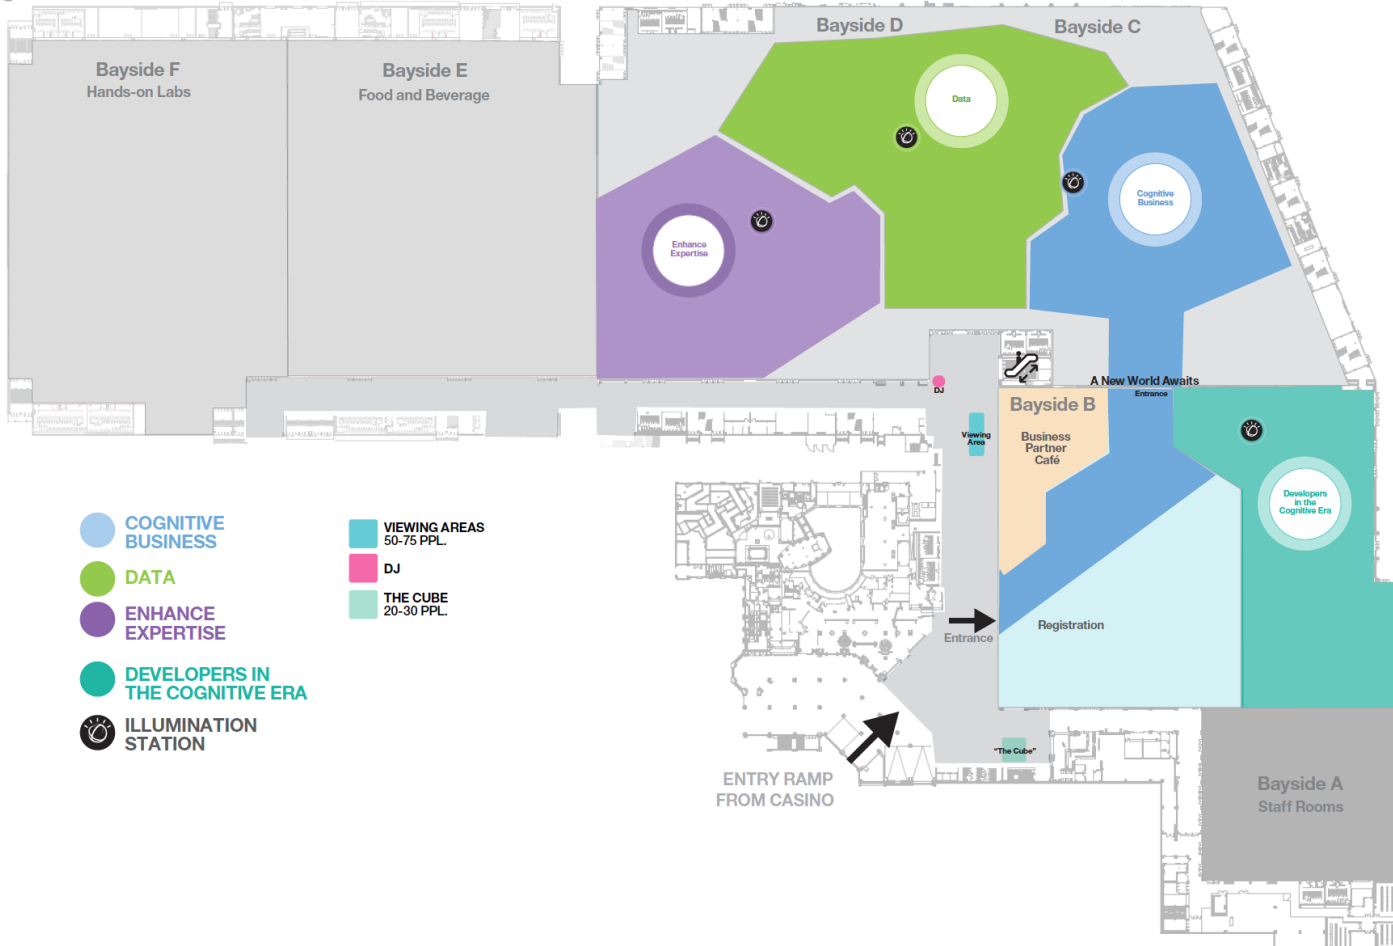 Bayside F
Hands-on Labs
Bayside E
Food and Beverage
Bayside D
Bayside C
Data
Cognitive
Business
Enhance
Expertise
A New World Awaits
Entrance
DJ
Viewing
Area
Bayside B
Business
Partner
Café
Developers
in the
Cognitive Era
Registration
Entrance
"The Cube"
ENTRY RAMP
FROM CASINO
Bayside A
Staff Rooms
COGNITIVE
BUSINESS
DATA
ENHANCE
EXPERTISE
DEVELOPERS IN
THE COGNITIVE ERA
ILLUMINATION
STATION
VIEWING AREAS
50-75 PPL.
DJ
THE CUBE
20-30 PPL.